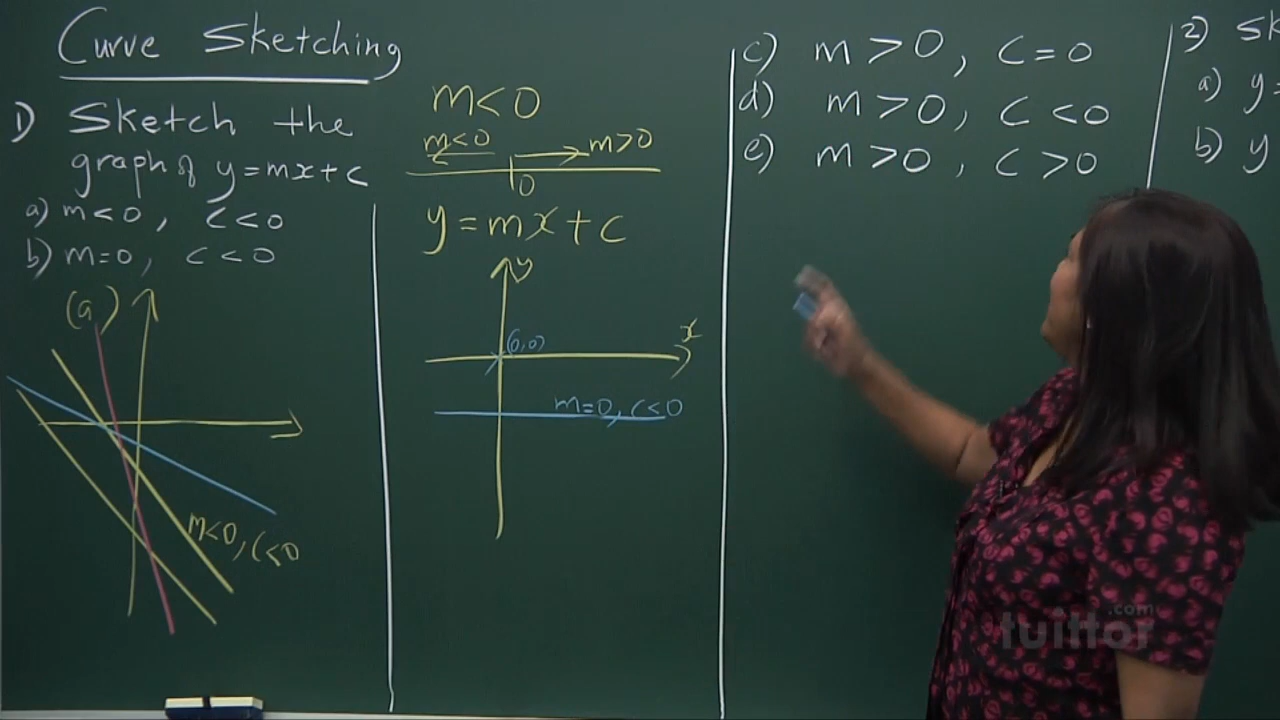 Curve Sketching
1) Sketch the
graph of y=mx+c
a) m<0, c<0
b) m=0, c<0
(a)
m<0, c<0
m<0
m<0 m>0
0
y=mx+c
y
x
(0,0)
m=0, c<0
c) m>0, c=0
d) m>0, c<0
e) m>0, c>0
2) SK
a) y=
b) y
tuittor.com